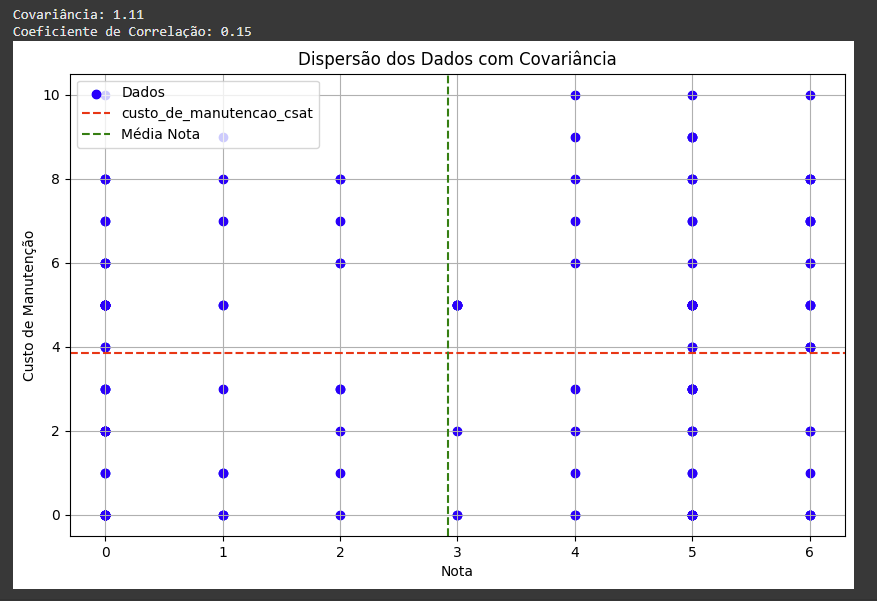 Covariância: 1.11
Coeficiente de Correlação: 0.15
Dispersão dos Dados com Covariância
Dados
custo_de_manutencao_csat
Média Nota
10
8
6
4
2
0
Custo de Manutenção
0 1 2 3 4 5 6
Nota